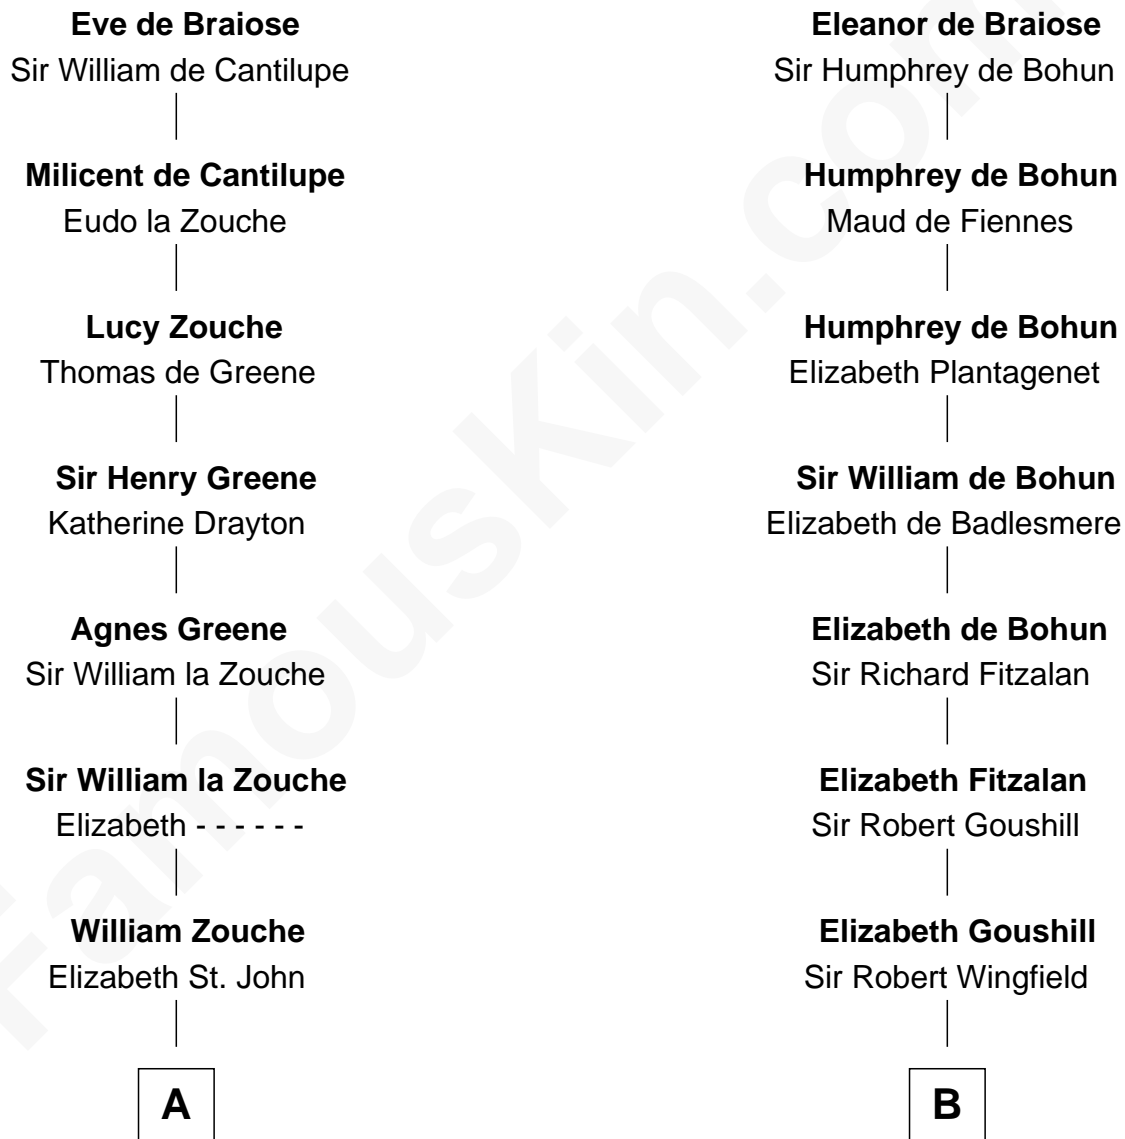 Eve de Braiose
Sir William de Cantilupe
Milicent de Cantilupe
Eudo la Zouche
Lucy Zouche
Thomas de Greene
Sir Henry Greene
Katherine Drayton
Agnes Greene
Sir William la Zouche
Sir William la Zouche
Elizabeth - - - - - -
William Zouche
Elizabeth St. John
A
Eleanor de Braiose
Sir Humphrey de Bohun
Humphrey de Bohun
Maud de Fiennes
Humphrey de Bohun
Elizabeth Plantagenet
Sir William de Bohun
Elizabeth de Badlesmere
Elizabeth de Bohun
Sir Richard Fitzalan
Elizabeth Fitzalan
Sir Robert Goushill
Elizabeth Goushill
Sir Robert Wingfield
B
FamousKin.com